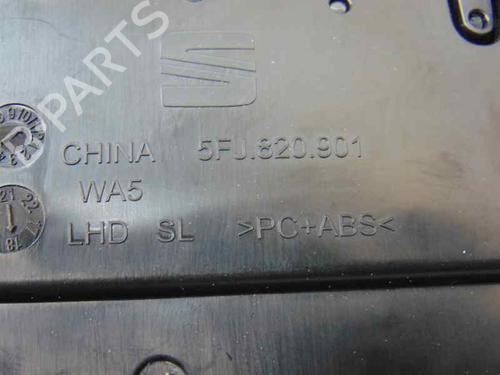 PARTS
CHINA 5FJ.820.901
WA5
LHD SL >PC+ABS<